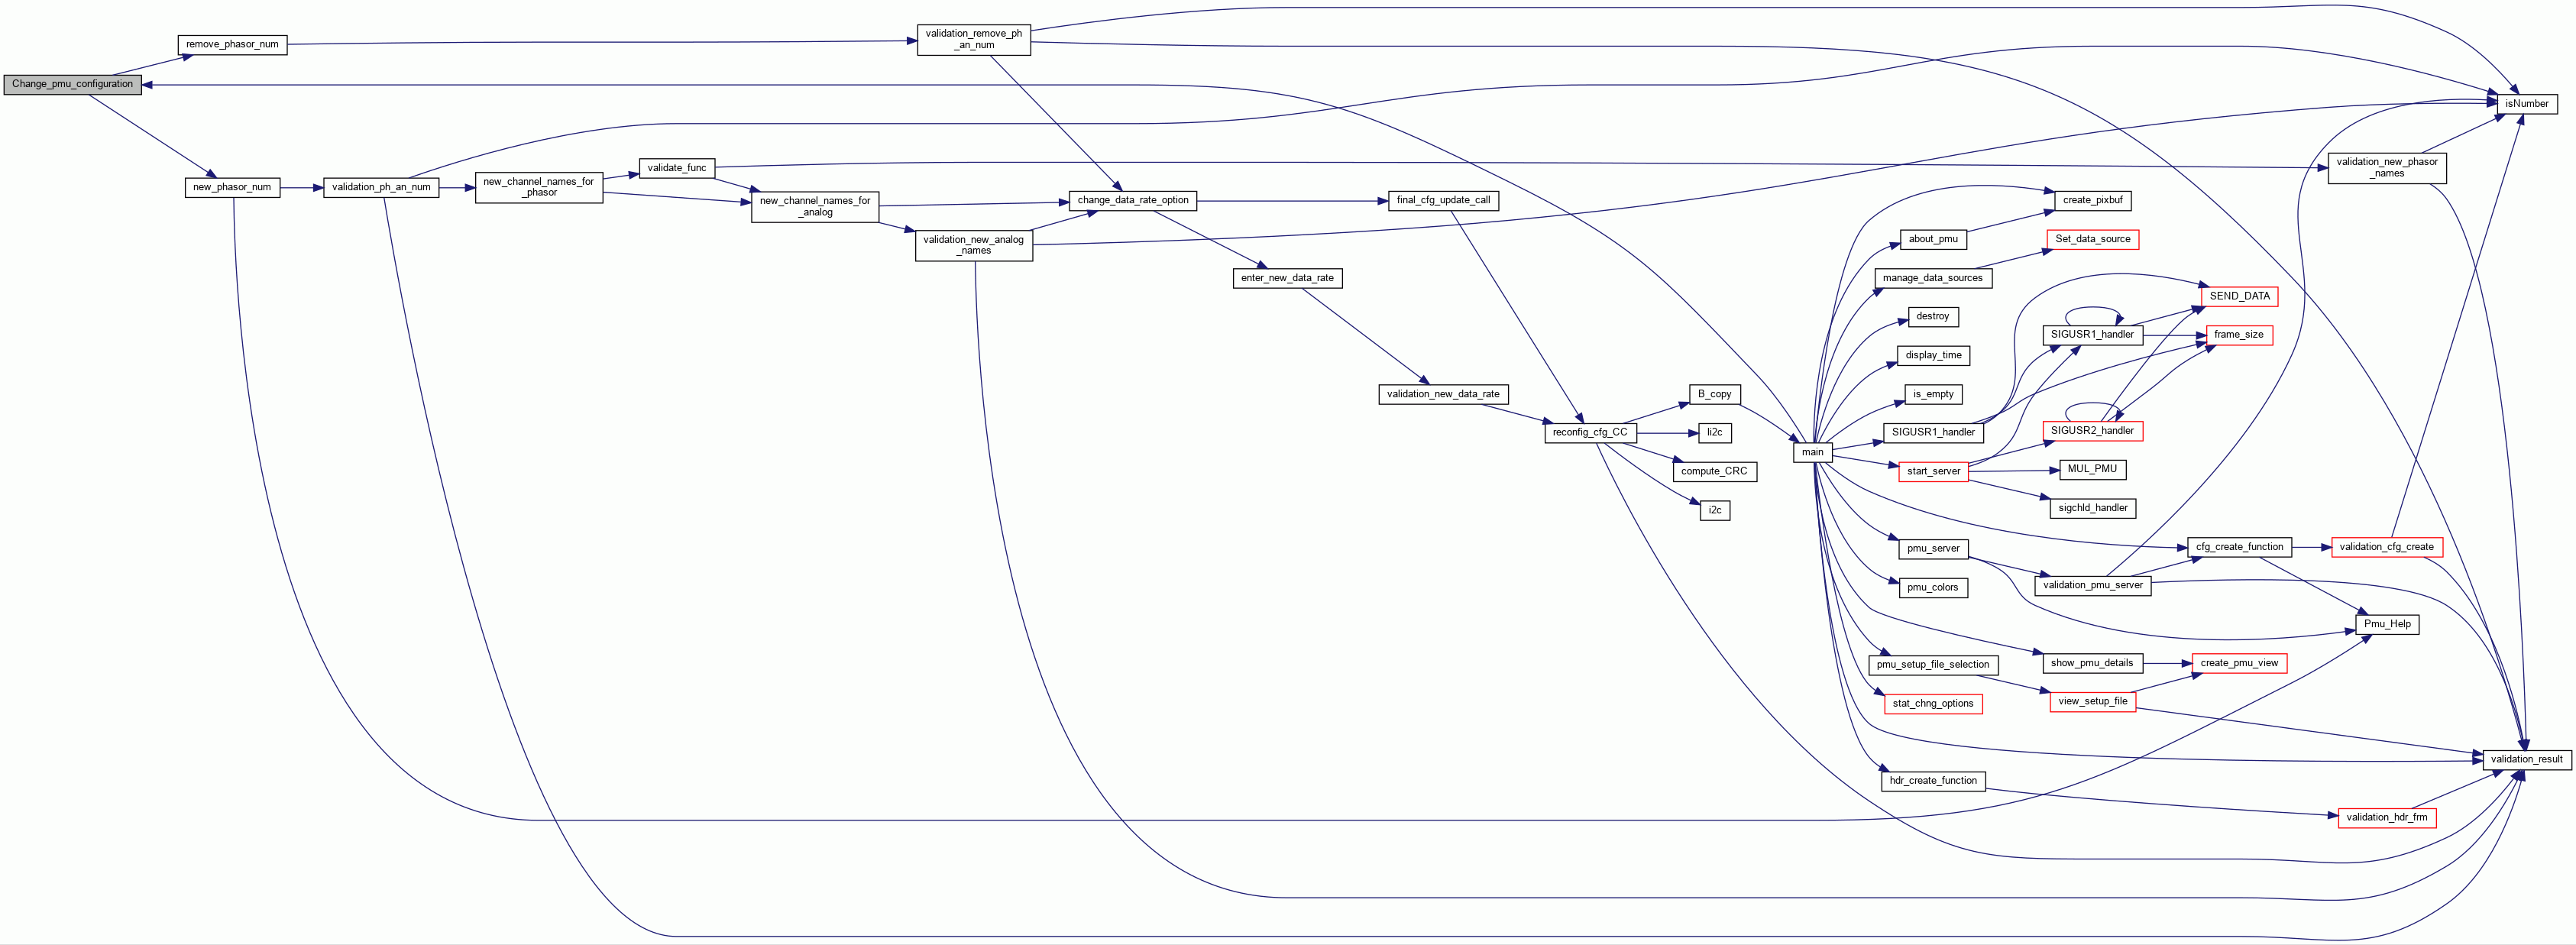 Change_pmu_configuration
remove_phasor_num
new_phasor_num
validation_ph_an_num
new_channel_names_for
_phasor
validate_func
new_channel_names_for
_analog
validation_remove_ph
_an_num
validation_new_analog
_names
change_data_rate_option
enter_new_data_rate
final_cfg_update_call
validation_new_data_rate
reconfig_cfg_CC
B_copy
li2c
compute_CRC
i2c
main
create_pixbuf
about_pmu
Set_data_source
manage_data_sources
destroy
display_time
is_empty
SIGUSR1_handler
start_server
pmu_server
pmu_colors
pmu_setup_file_selection
stat_chng_options
hdr_create_function
SEND_DATA
SIGUSR1_handler
frame_size
SIGUSR2_handler
MUL_PMU
sigchld_handler
cfg_create_function
validation_pmu_server
show_pmu_details
create_pmu_view
view_setup_file
isNumber
validation_new_phasor
_names
validation_cfg_create
Pmu_Help
validation_result
validation_hdr_frm